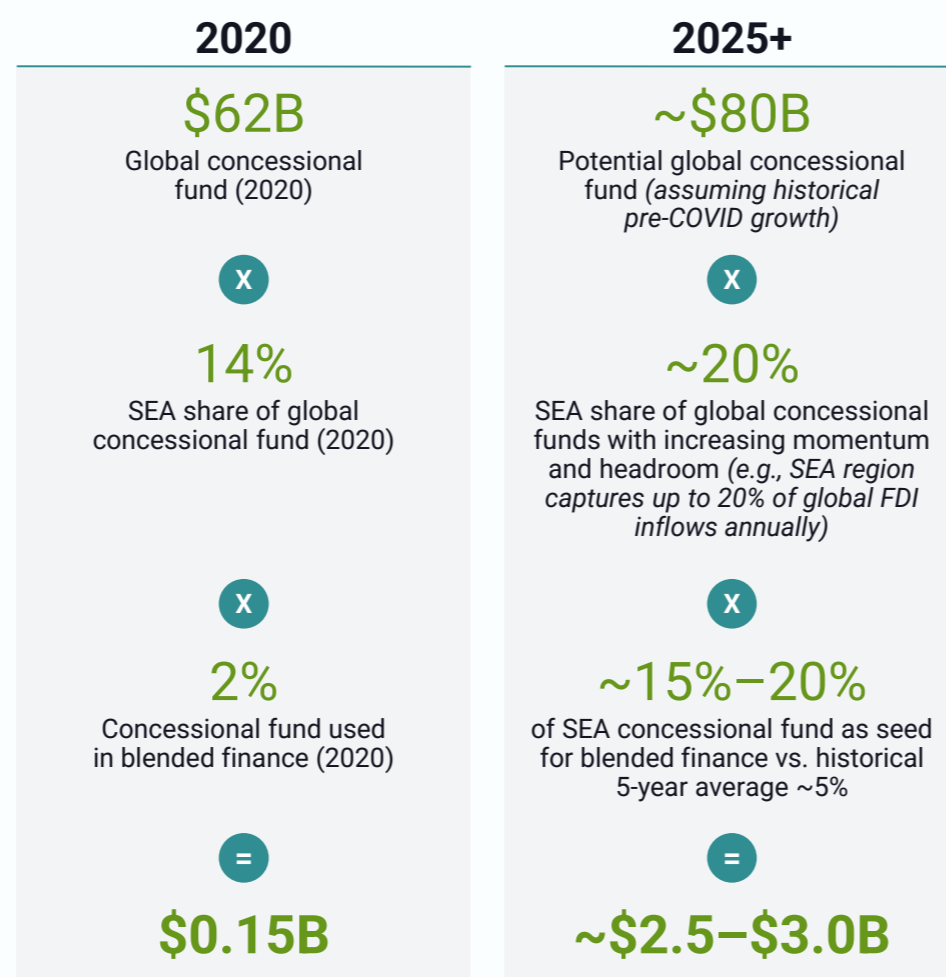 2020
$62B
Global concessional
fund (2020)
X
14%
SEA share of global
concessional fund (2020)
X
2%
Concessional fund used
in blended finance (2020)
=
$0.15B
2025+
~$80B
Potential global concessional
fund (assuming historical
pre-COVID growth)
X
~20%
SEA share of global concessional
funds with increasing momentum
and headroom (e.g., SEA region
captures up to 20% of global FDI
inflows annually)
X
~15%–20%
of SEA concessional fund as seed
for blended finance vs. historical
5-year average ~5%
=
~$2.5–$3.0B